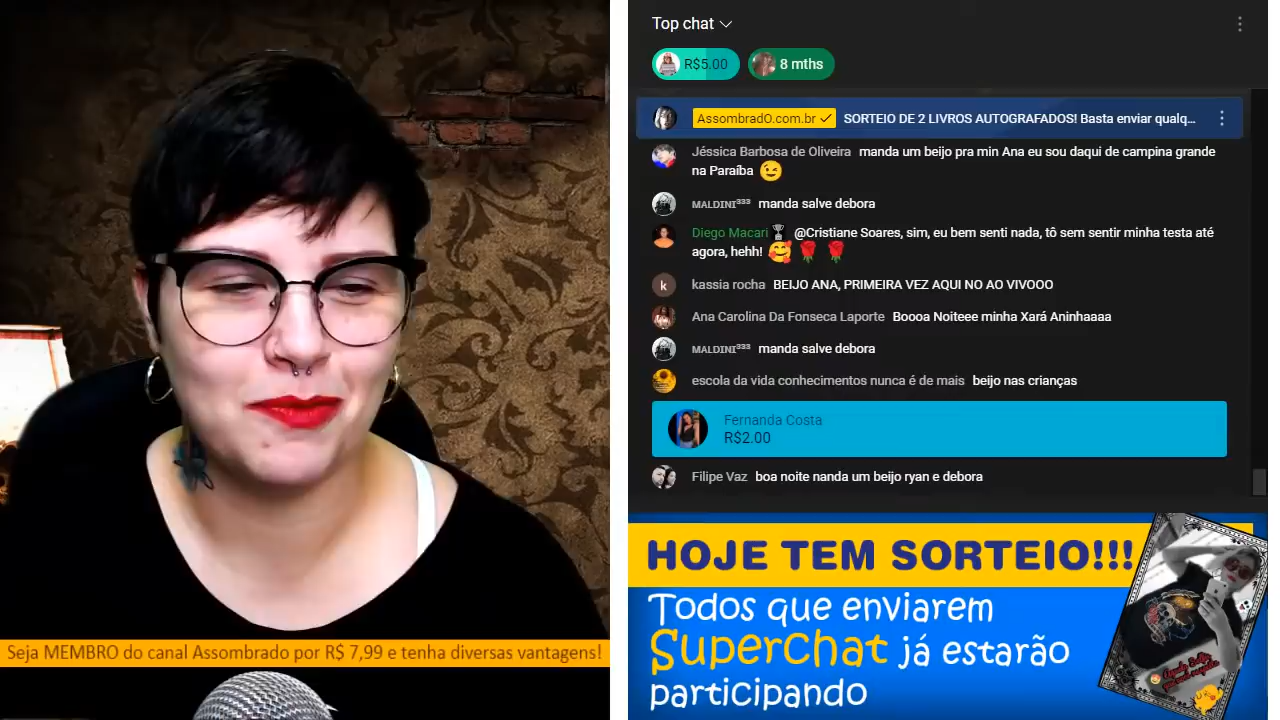 Top chat
R$5.00
8 mths
AssombradO.com.br SORTEIO DE 2 LIVROS AUTOGRAFADOS! Basta enviar qualq...
Jéssica Barbosa de Oliveira manda um beijo pra min Ana eu sou daqui de campina grande
na Paraíba 😉
MALDINI³³³ manda salve debora
Diego Macari🏆 @Cristiane Soares, sim, eu bem senti nada, tô sem sentir minha testa até
agora, hehh! 🥰🌹🌹
k
kassia rocha BEIJO ANA, PRIMEIRA VEZ AQUI NO AO VIVOOO
Ana Carolina Da Fonseca Laporte Boooa Noiteee minha Xará Aninhaaaa
MALDINI³³³ manda salve debora
escola da vida conhecimentos nunca é de mais beijo nas crianças
Fernanda Costa
R$2.00
Filipe Vaz boa noite nanda um beijo ryan e debora
HOJE TEM SORTEIO!!!
Todos que enviarem
Superchat já estarão
participando
Seja MEMBRO do canal Assombrado por R$ 7,99 e tenha diversas vantagens!